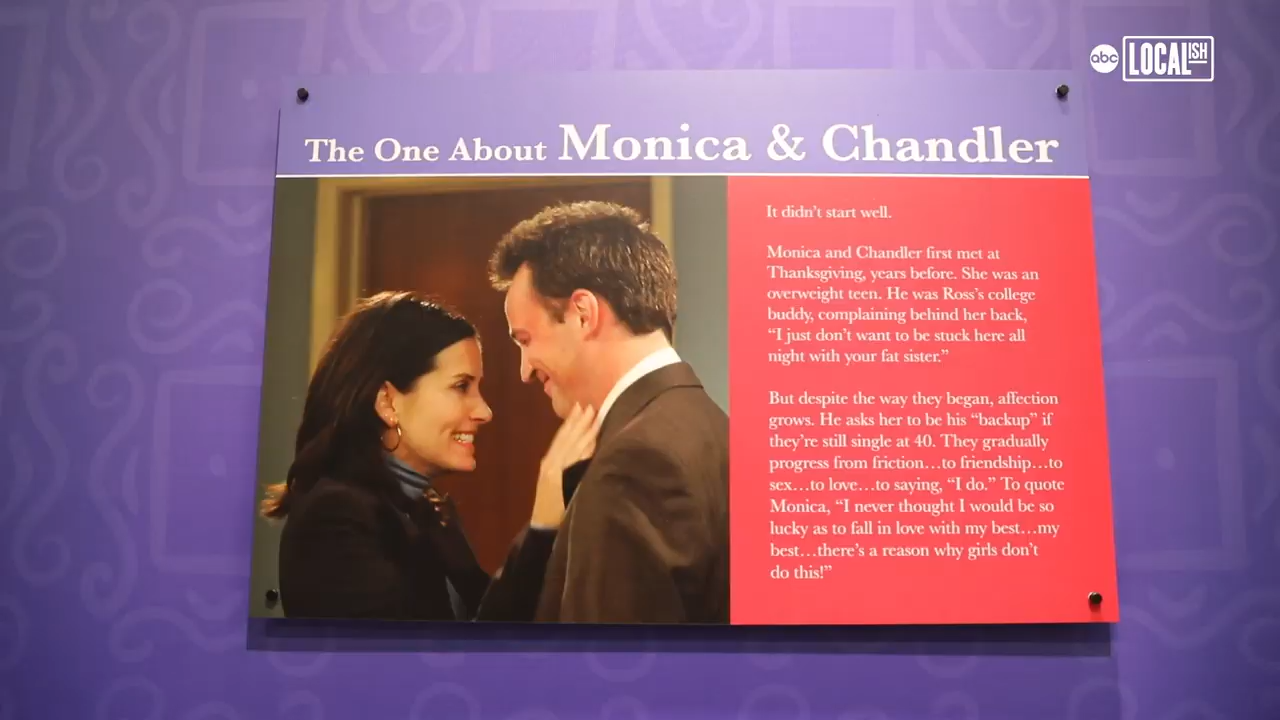 abc LOCALISH
The One About Monica & Chandler
It didn't start well.
Monica and Chandler first met at
Thanksgiving, years before. She was an
overweight teen. He was Ross's college
buddy, complaining behind her back,
“I just don't want to be stuck here all
night with your fat sister.”
But despite the way they began, affection
grows. He asks her to be his “backup” if
they're still single at 40. They gradually
progress from friction…to friendship…to
sex…to love…to saying, “I do.” To quote
Monica, “I never thought I would be so
lucky as to fall in love with my best…my
best…there's a reason why girls don't
do this!”